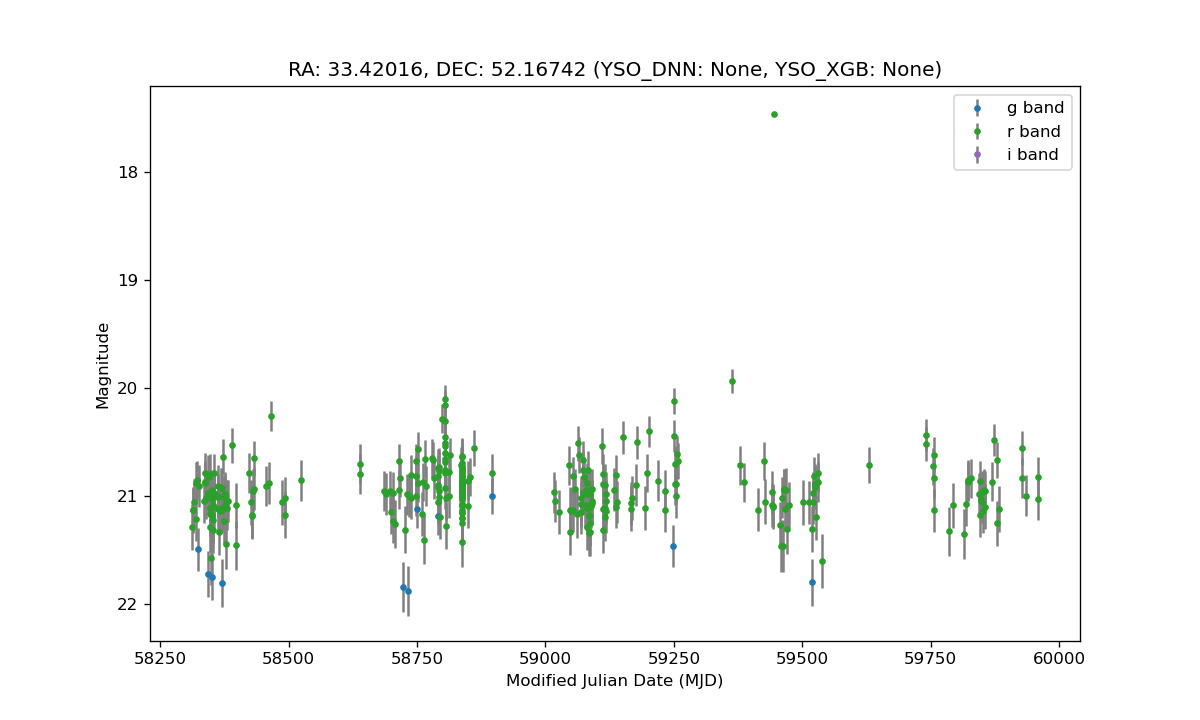 RA: 33.42016, DEC: 52.16742 (YSO_DNN: None, YSO_XGB: None)
g band
r band
i band
18
19
20
21
22
Magnitude
58250 58500 58750 59000 59250 59500 59750 60000
Modified Julian Date (MJD)